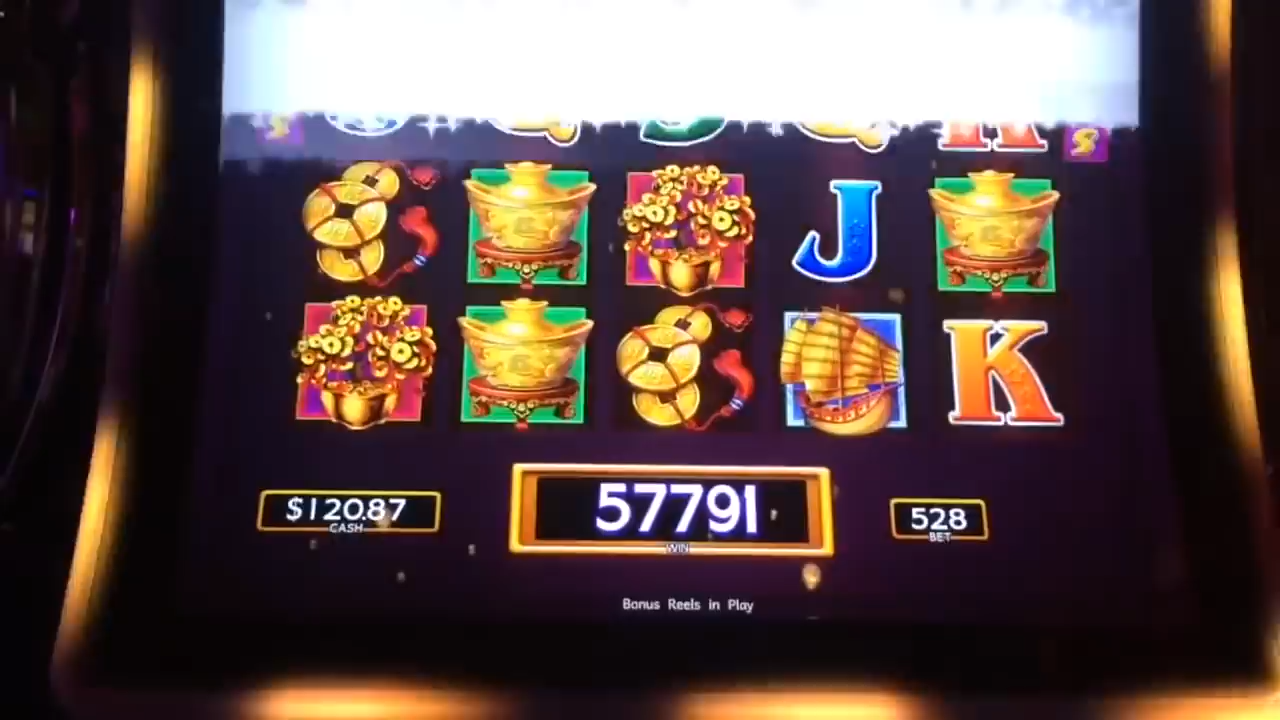 J
K
$120.87
CASH
57791
WIN
528
BET
Bonus Reels in Play